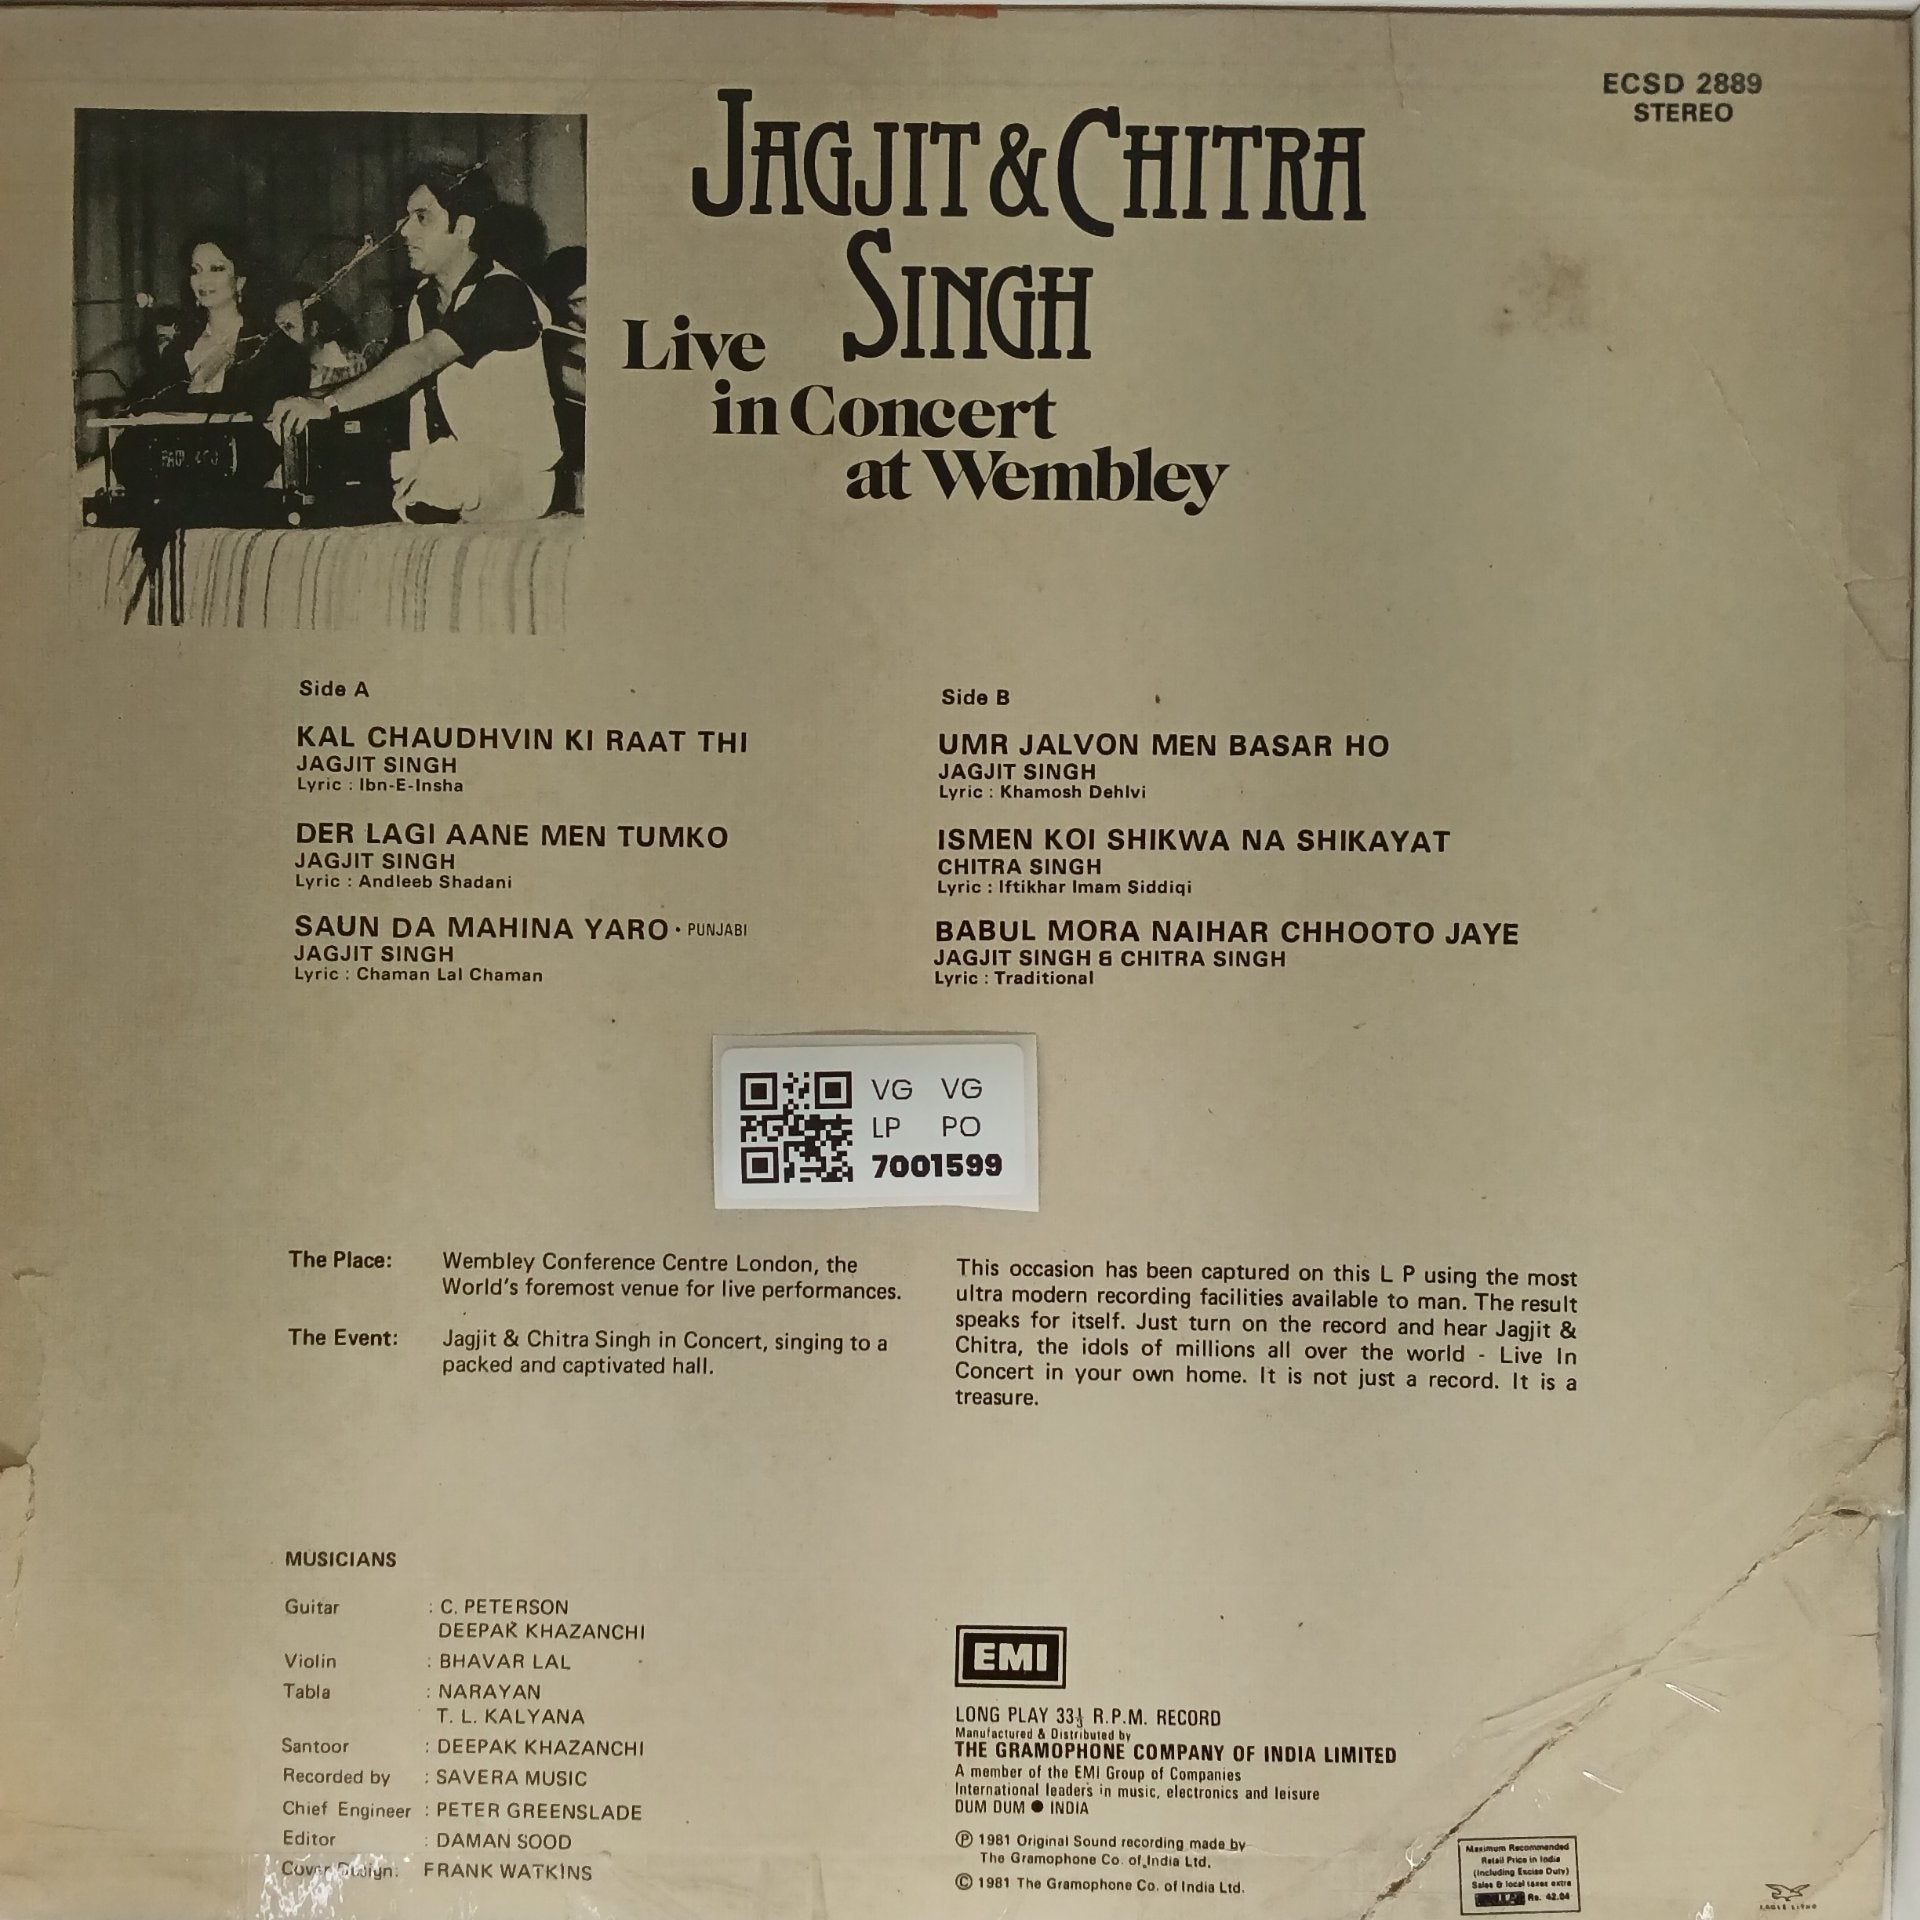 ECSD 2889
STEREO
JAGJIT & CHITRA
SINGH
Live
in Concert
at Wembley
Side A
KAL CHAUDHVIN KI RAAT THI
JAGJIT SINGH
Lyric : Ibn-E-Insha
DER LAGI AANE MEN TUMKO
JAGJIT SINGH
Lyric : Andleeb Shadani
SAUN DA MAHINA YARO • PUNJABI
JAGJIT SINGH
Lyric : Chaman Lal Chaman
Side B
UMR JALVON MEN BASAR HO
JAGJIT SINGH
Lyric : Khamosh Dehlvi
ISMEN KOI SHIKWA NA SHIKAYAT
CHITRA SINGH
Lyric : Iftikhar Imam Siddiqi
BABUL MORA NAIHAR CHHOOTO JAYE
JAGJIT SINGH & CHITRA SINGH
Lyric : Traditional
VG VG
LP PO
7001599
The Place: Wembley Conference Centre London, the
World's foremost venue for live performances.
The Event: Jagjit & Chitra Singh in Concert, singing to a
packed and captivated hall.
This occasion has been captured on this L P using the most
ultra modern recording facilities available to man. The result
speaks for itself. Just turn on the record and hear Jagjit &
Chitra, the idols of millions all over the world - Live In
Concert in your own home. It is not just a record. It is a
treasure.
MUSICIANS
Guitar : C. PETERSON
DEEPAK KHAZANCHI
Violin : BHAVAR LAL
Tabla : NARAYAN
T. L. KALYANA
Santoor : DEEPAK KHAZANCHI
Recorded by : SAVERA MUSIC
Chief Engineer : PETER GREENSLADE
Editor : DAMAN SOOD
Cover Design: FRANK WATKINS
EMI
LONG PLAY 33⅓ R.P.M. RECORD
Manufactured & Distributed by
THE GRAMOPHONE COMPANY OF INDIA LIMITED
A member of the EMI Group of Companies
International leaders in music, electronics and leisure
DUM DUM ● INDIA
Ⓟ 1981 Original Sound recording made by
The Gramophone Co. of India Ltd.
© 1981 The Gramophone Co. of India Ltd.
Maximum Recommended
Retail Price in India
(Including Excise Duty)
Sales & local taxes extra
Rs. 42.04
EAGLE LITHO